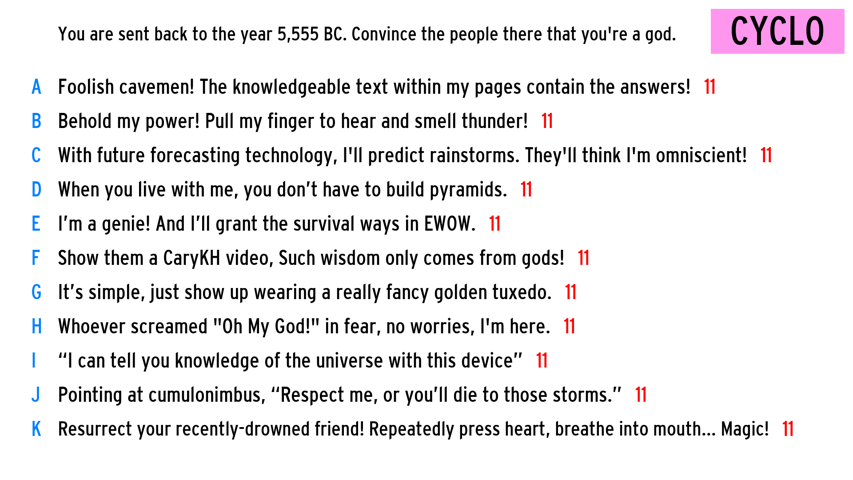 You are sent back to the year 5,555 BC. Convince the people there that you're a god. CYCLO
A Foolish cavemen! The knowledgeable text within my pages contain the answers! 11
B Behold my power! Pull my finger to hear and smell thunder! 11
C With future forecasting technology, I'll predict rainstorms. They'll think I'm omniscient! 11
D When you live with me, you don’t have to build pyramids. 11
E I’m a genie! And I’ll grant the survival ways in EWOW. 11
F Show them a CaryKH video, Such wisdom only comes from gods! 11
G It’s simple, just show up wearing a really fancy golden tuxedo. 11
H Whoever screamed "Oh My God!" in fear, no worries, I'm here. 11
I “I can tell you knowledge of the universe with this device” 11
J Pointing at cumulonimbus, “Respect me, or you’ll die to those storms.” 11
K Resurrect your recently-drowned friend! Repeatedly press heart, breathe into mouth... Magic! 11